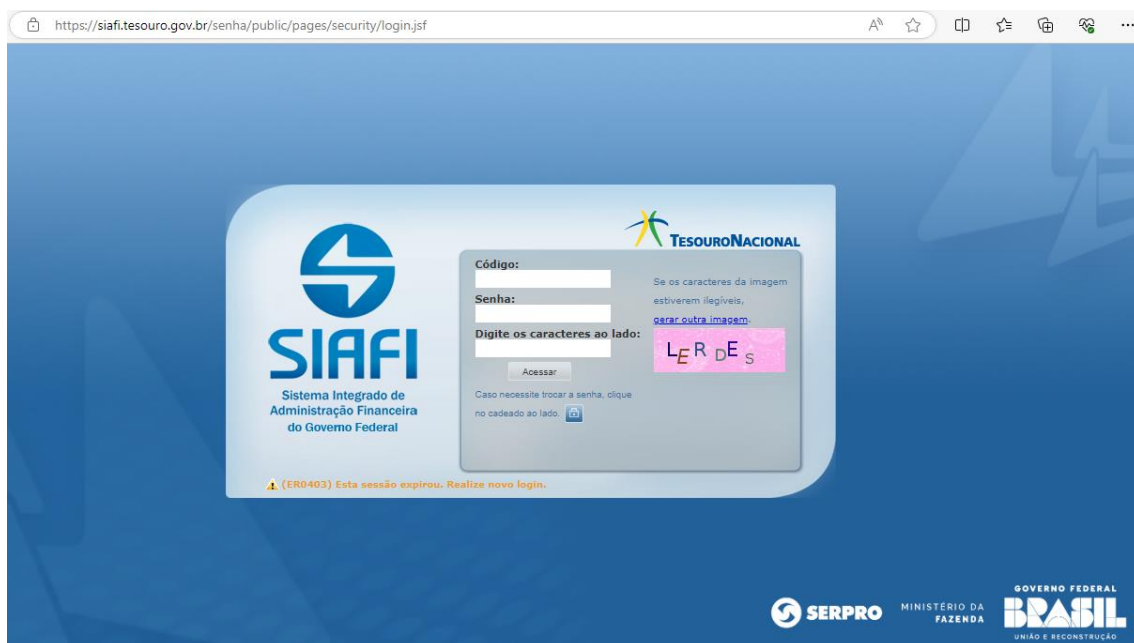 https://siafi.tesouro.gov.br/senha/public/pages/security/login.jsf
TESOURONACIONAL
Código:
Senha:
Digite os caracteres ao lado:
Acessar
Caso necessite trocar a senha, clique
no cadeado ao lado.
Se os caracteres da imagem
estiverem ilegíveis,
gerar outra imagem.
LERDES
SIAFI
Sistema Integrado de
Administração Financeira
do Governo Federal
(ER0403) Esta sessão expirou. Realize novo login.
SERPRO
MINISTÉRIO DA
FAZENDA
GOVERNO FEDERAL
BRASIL
UNIÃO E RECONSTRUÇÃO